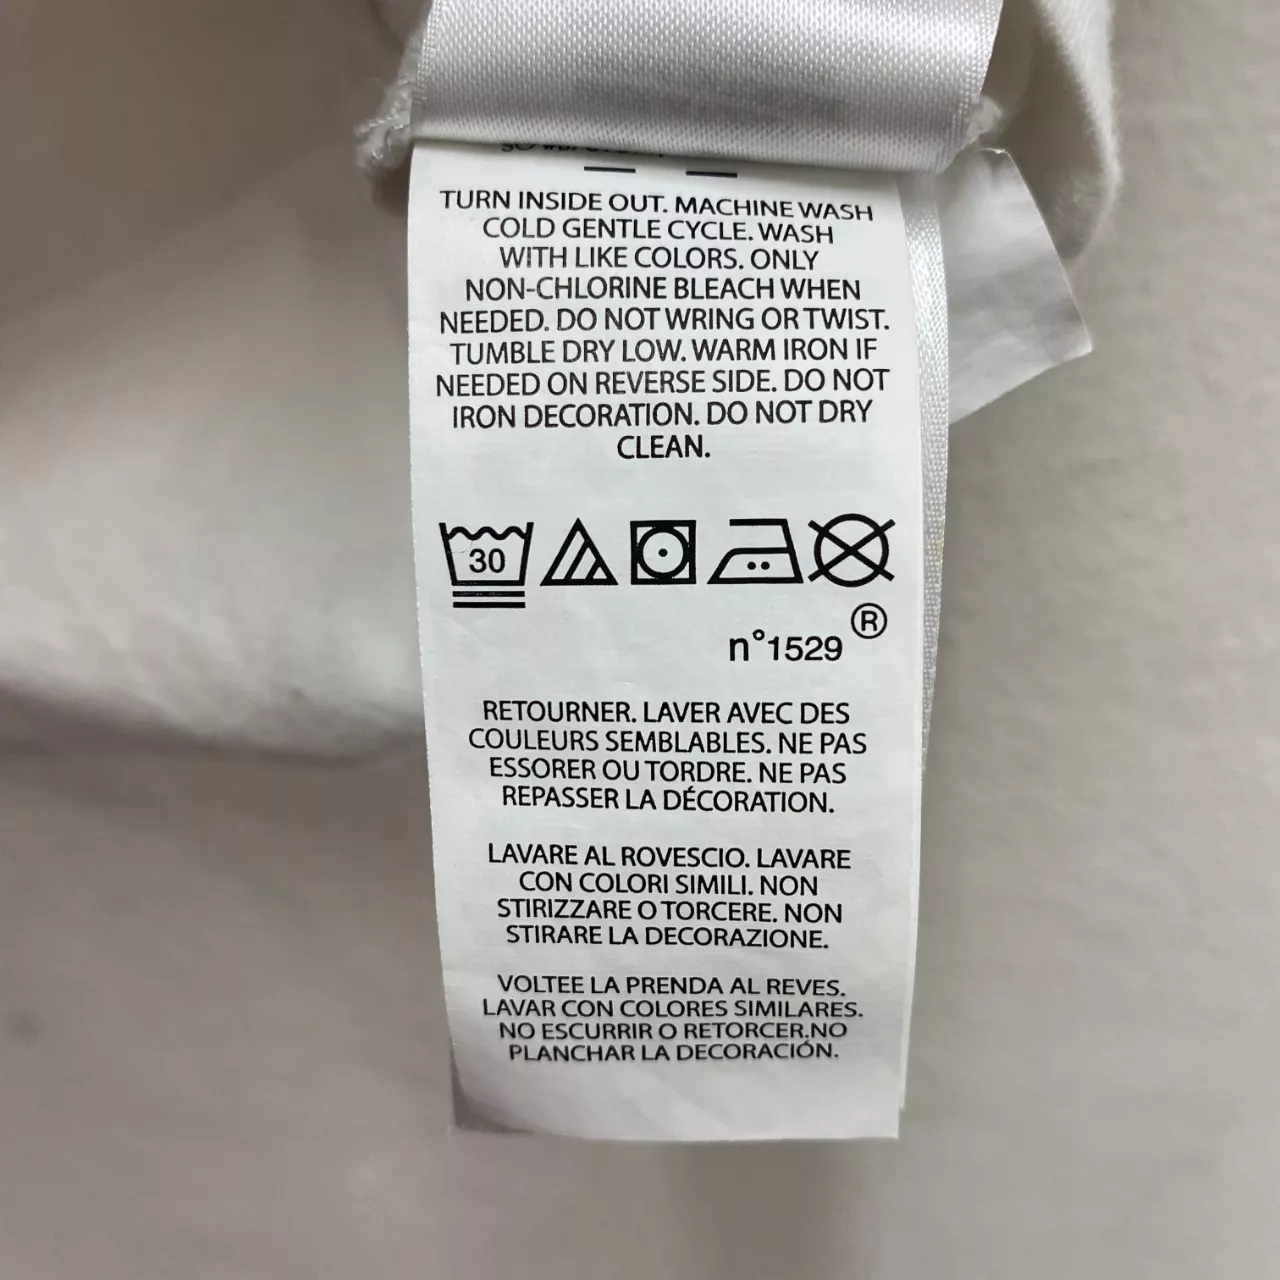 TURN INSIDE OUT. MACHINE WASH
COLD GENTLE CYCLE. WASH
WITH LIKE COLORS. ONLY
NON-CHLORINE BLEACH WHEN
NEEDED. DO NOT WRING OR TWIST.
TUMBLE DRY LOW. WARM IRON IF
NEEDED ON REVERSE SIDE. DO NOT
IRON DECORATION. DO NOT DRY
CLEAN.
30
®
n°1529
RETOURNER. LAVER AVEC DES
COULEURS SEMBLABLES. NE PAS
ESSORER OU TORDRE. NE PAS
REPASSER LA DÉCORATION.
LAVARE AL ROVESCIO. LAVARE
CON COLORI SIMILI. NON
STIRIZZARE O TORCERE. NON
STIRARE LA DECORAZIONE.
VOLTEE LA PRENDA AL REVES.
LAVAR CON COLORES SIMILARES.
NO ESCURRIR O RETORCER.NO
PLANCHAR LA DECORACIÓN.